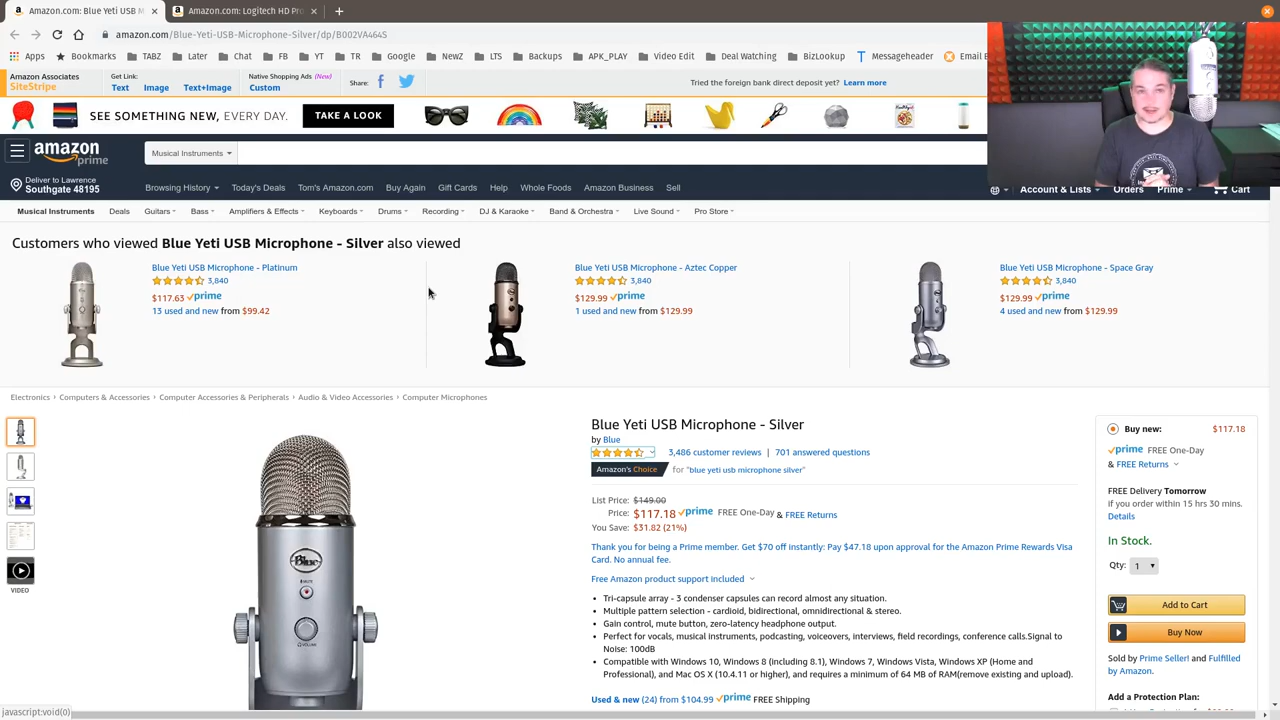 Amazon.com: Blue Yeti USB M
Amazon.com: Logitech HD Pro
amazon.com/Blue-Yeti-USB-Microphone-Silver/dp/B002VA464S
Apps Bookmarks TABZ Later Chat FB YT TR Google NewZ LTS Backups APK_PLAY Video Edit Deal Watching BizLookup Messageheader Email B
Amazon Associates
SiteStripe
Get Link:
Text Image Text+Image
Native Shopping Ads (New)
Custom
Share:
Tried the foreign bank direct deposit yet? Learn more
SEE SOMETHING NEW, EVERY DAY. TAKE A LOOK
amazon prime
Musical Instruments
Deliver to Lawrence
Southgate 48195
Browsing History Today's Deals Tom's Amazon.com Buy Again Gift Cards Help Whole Foods Amazon Business Sell
Account & Lists Orders Prime Cart
Musical Instruments Deals Guitars Bass Amplifiers & Effects Keyboards Drums Recording DJ & Karaoke Band & Orchestra Live Sound Pro Store
Customers who viewed Blue Yeti USB Microphone - Silver also viewed
Blue Yeti USB Microphone - Platinum
3,840
$117.63 prime
13 used and new from $99.42
Blue Yeti USB Microphone - Aztec Copper
3,840
$129.99 prime
1 used and new from $129.99
Blue Yeti USB Microphone - Space Gray
3,840
$129.99 prime
4 used and new from $129.99
Electronics › Computers & Accessories › Computer Accessories & Peripherals › Audio & Video Accessories › Computer Microphones
VIDEO
Blue
MUTE
VOLUME
Blue Yeti USB Microphone - Silver
by Blue
3,486 customer reviews | 701 answered questions
Amazon's Choice for "blue yeti usb microphone silver"
List Price: $149.00
Price: $117.18 prime FREE One-Day & FREE Returns
You Save: $31.82 (21%)
Thank you for being a Prime member. Get $70 off instantly: Pay $47.18 upon approval for the Amazon Prime Rewards Visa
Card. No annual fee.
Free Amazon product support included
• Tri-capsule array - 3 condenser capsules can record almost any situation.
• Multiple pattern selection - cardioid, bidirectional, omnidirectional & stereo.
• Gain control, mute button, zero-latency headphone output.
• Perfect for vocals, musical instruments, podcasting, voiceovers, interviews, field recordings, conference calls.Signal to
Noise: 100dB
• Compatible with Windows 10, Windows 8 (including 8.1), Windows 7, Windows Vista, Windows XP (Home and
Professional), and Mac OS X (10.4.11 or higher), and requires a minimum of 64 MB of RAM(remove existing and upload).
Used & new (24) from $104.99 prime FREE Shipping
Buy new: $117.18
prime FREE One-Day
& FREE Returns
FREE Delivery Tomorrow
if you order within 15 hrs 30 mins.
Details
In Stock.
Qty: 1
Add to Cart
Buy Now
Sold by Prime Seller! and Fulfilled
by Amazon.
Add a Protection Plan:
javascript:void(0)